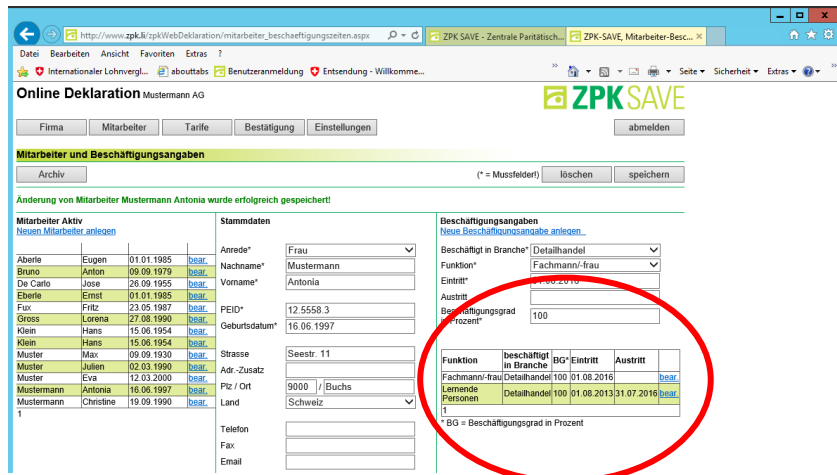 http://www.zpk.li/zpkWebDeklaration/mitarbeiter_beschaeftigungszeiten.aspx
ZPK SAVE - Zentrale Paritätisch...
ZPK-SAVE, Mitarbeiter-Besc... ×
Datei Bearbeiten Ansicht Favoriten Extras ?
Internationaler Lohnvergl... abouttabs Benutzeranmeldung Entsendung - Willkomme...
Seite Sicherheit Extras
Online Deklaration Mustermann AG
ZPK SAVE
Firma Mitarbeiter Tarife Bestätigung Einstellungen abmelden
Mitarbeiter und Beschäftigungsangaben
Archiv (* = Mussfelder!) löschen speichern
Änderung von Mitarbeiter Mustermann Antonia wurde erfolgreich gespeichert!
Mitarbeiter Aktiv
Neuen Mitarbeiter anlegen
Aberle Eugen 01.01.1985 bear.
Bruno Anton 09.09.1979 bear.
De Carlo Jose 26.09.1955 bear.
Eberle Ernst 01.01.1985 bear.
Fux Fritz 23.05.1987 bear.
Gross Lorena 27.08.1990 bear.
Klein Hans 15.06.1954 bear.
Klein Hans 15.06.1954 bear.
Muster Max 09.09.1930 bear.
Muster Julien 02.03.1990 bear.
Muster Eva 12.03.2000 bear.
Mustermann Antonia 16.06.1997 bear.
Mustermann Christine 19.09.1990 bear.
1
Stammdaten
Anrede* Frau
Nachname* Mustermann
Vorname* Antonia
PEID* 12.5558.3
Geburtsdatum* 16.06.1997
Strasse Seestr. 11
Adr.-Zusatz
Plz / Ort 9000 / Buchs
Land Schweiz
Telefon
Fax
Email
Beschäftigungsangaben
Neue Beschäftigungsangabe anlegen
Beschäftigt in Branche* Detailhandel
Funktion* Fachmann/-frau
Eintritt* 01.08.2016
Austritt
Beschäftigungsgrad
in Prozent* 100
Funktion beschäftigt in Branche BG* Eintritt Austritt
Fachmann/-frau Detailhandel 100 01.08.2016 bear.
Lernende Personen Detailhandel 100 01.08.2013 31.07.2016 bear.
1
* BG = Beschäftigungsgrad in Prozent